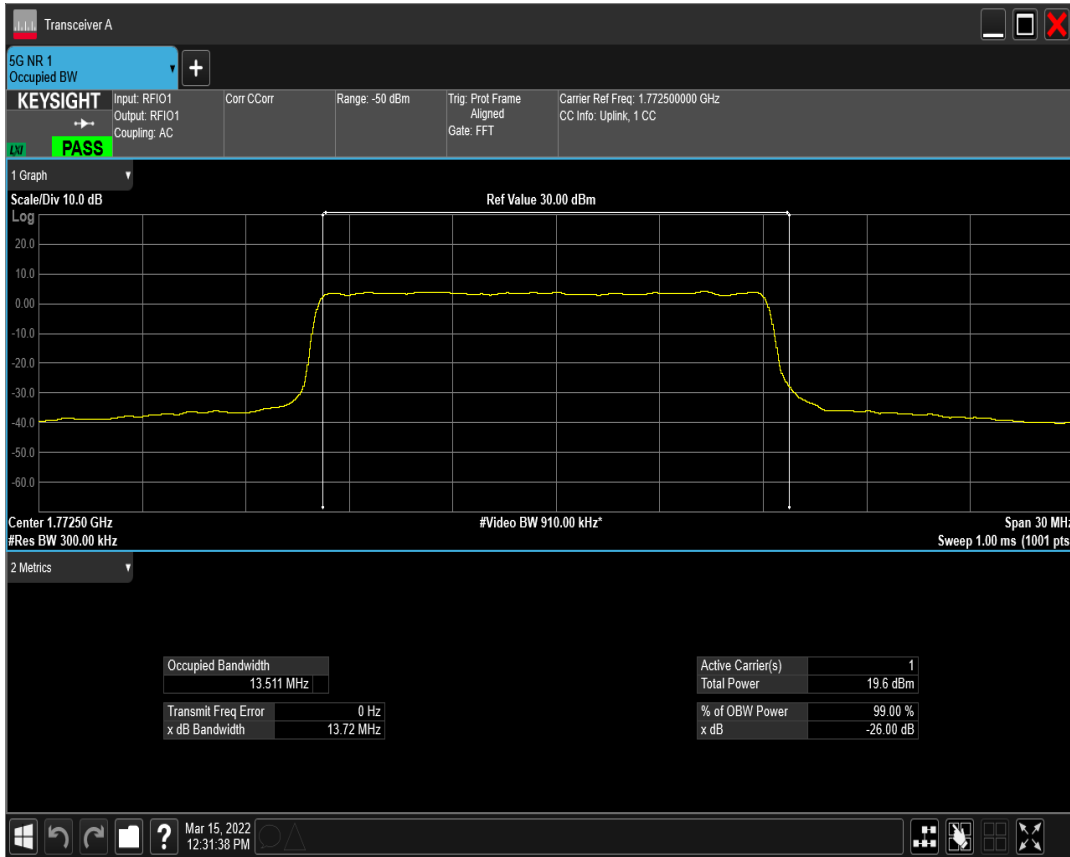 Transceiver A
5G NR 1
Occupied BW
+
KEYSIGHT
Input: RFIO1
Output: RFIO1
Coupling: AC
Corr CCorr
Range: -50 dBm
Trig: Prot Frame
Aligned
Gate: FFT
Carrier Ref Freq: 1.772500000 GHz
CC Info: Uplink, 1 CC
LXI
PASS
1 Graph
Scale/Div 10.0 dB
Ref Value 30.00 dBm
Log
20.0
10.0
0.00
-10.0
-20.0
-30.0
-40.0
-50.0
-60.0
Center 1.77250 GHz
#Video BW 910.00 kHz*
Span 30 MHz
#Res BW 300.00 kHz
Sweep 1.00 ms (1001 pts
2 Metrics
Occupied Bandwidth
13.511 MHz
Transmit Freq Error 0 Hz
x dB Bandwidth 13.72 MHz
Active Carrier(s) 1
Total Power 19.6 dBm
% of OBW Power 99.00 %
x dB -26.00 dB
?
Mar 15, 2022
12:31:38 PM